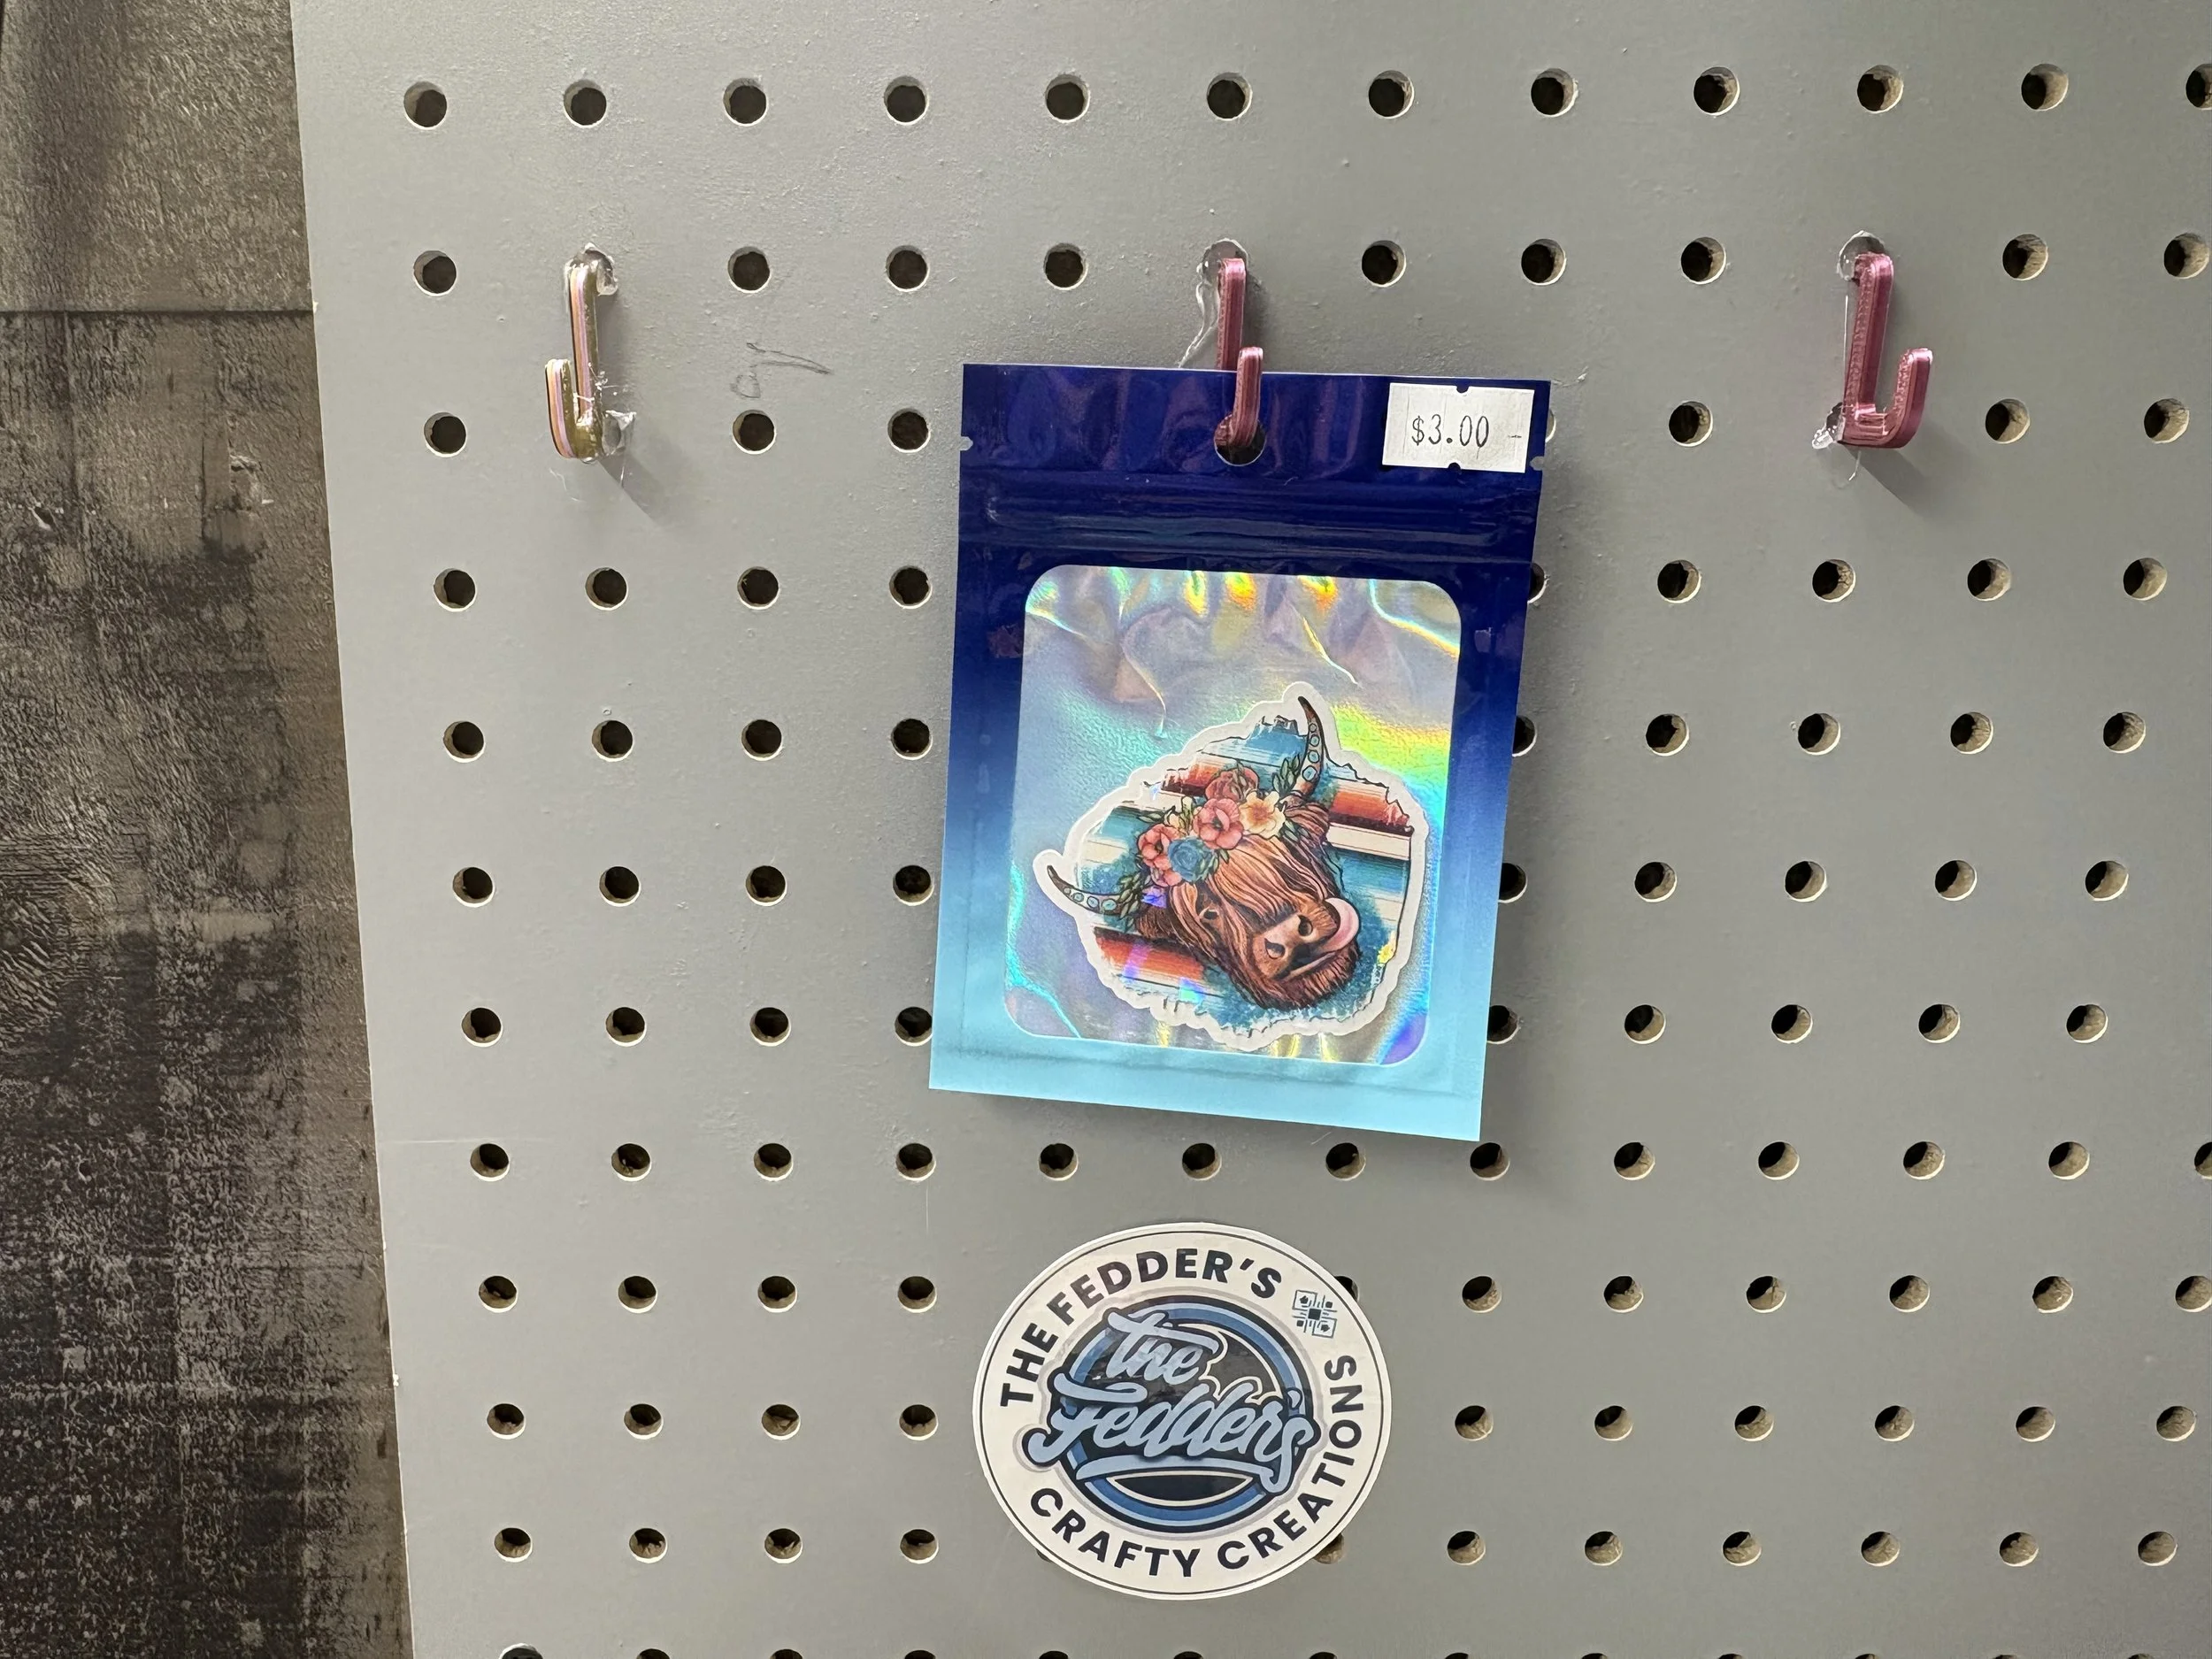 $3.00
THE FEDDER'S
the
Fedder's
CRAFTY CREATIONS